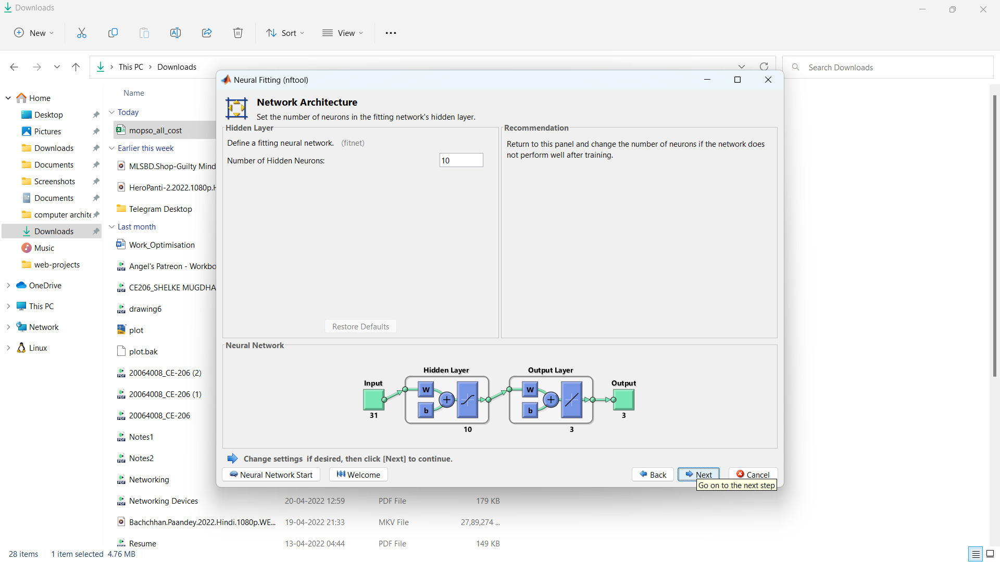 Downloads
New
Sort
View
This PC
Downloads
Search Downloads
Home
Desktop
Pictures
Downloads
Documents
Screenshots
Documents
computer archite
Downloads
Music
web-projects
OneDrive
This PC
Network
Linux
Name
Today
mopso_all_cost
Earlier this week
MLSBD.Shop-Guilty Mind
HeroPanti-2.2022.1080p.H
Telegram Desktop
Last month
Work_Optimisation
Angel's Patreon - Workbo
CE206_SHELKE MUGDHA
drawing6
plot
plot.bak
20064008_CE-206 (2)
20064008_CE-206 (1)
20064008_CE-206
Notes1
Notes2
Networking
Networking Devices 20-04-2022 12:59 PDF File 179 KB
Bachchhan.Paandey.2022.Hindi.1080p.WE... 19-04-2022 21:33 MKV File 27,89,274 ...
Resume 13-04-2022 04:44 PDF File 149 KB
Neural Fitting (nftool)
Network Architecture
Set the number of neurons in the fitting network's hidden layer.
Hidden Layer
Define a fitting neural network. (fitnet)
Number of Hidden Neurons: 10
Restore Defaults
Recommendation
Return to this panel and change the number of neurons if the network does
not perform well after training.
Neural Network
Hidden Layer
Output Layer
Input
Output
W
b
W
b
31
10
3
3
Change settings if desired, then click [Next] to continue.
Neural Network Start
Welcome
Back
Next
Cancel
Go on to the next step
28 items
1 item selected 4.76 MB